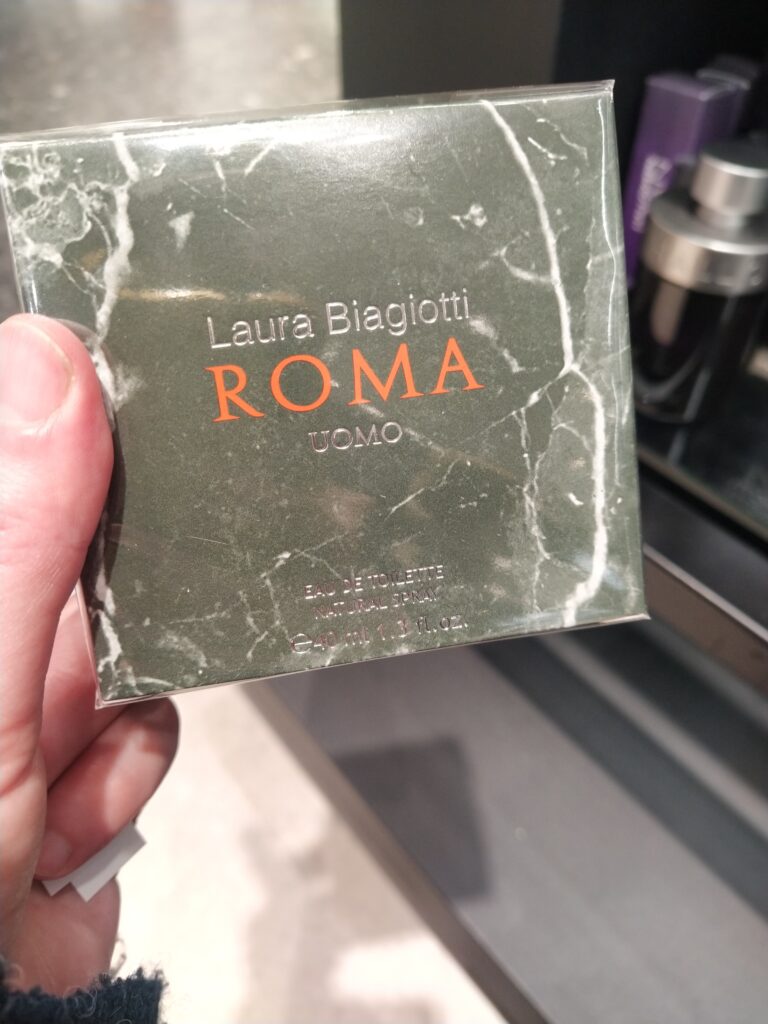 Laura Biagiotti
ROMA
UOMO
EAU DE TOILETTE
NATURAL SPRAY
℮40 ml 1.3 fl. oz.